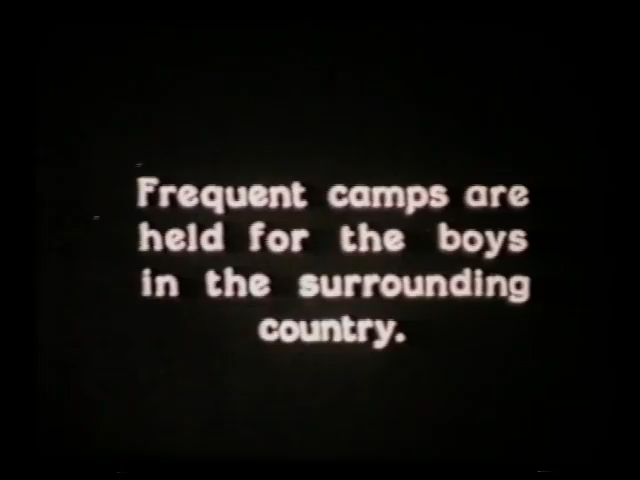 Frequent camps are
held for the boys
in the surrounding
country.